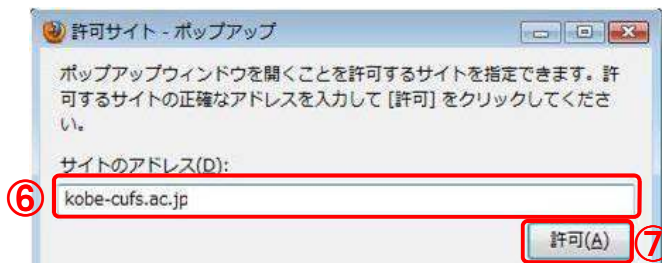 許可サイト - ポップアップ
ポップアップウィンドウを開くことを許可するサイトを指定できます。許
可するサイトの正確なアドレスを入力して [許可] をクリックしてくださ
い。
サイトのアドレス(D):
⑥ kobe-cufs.ac.jp
許可(A) ⑦